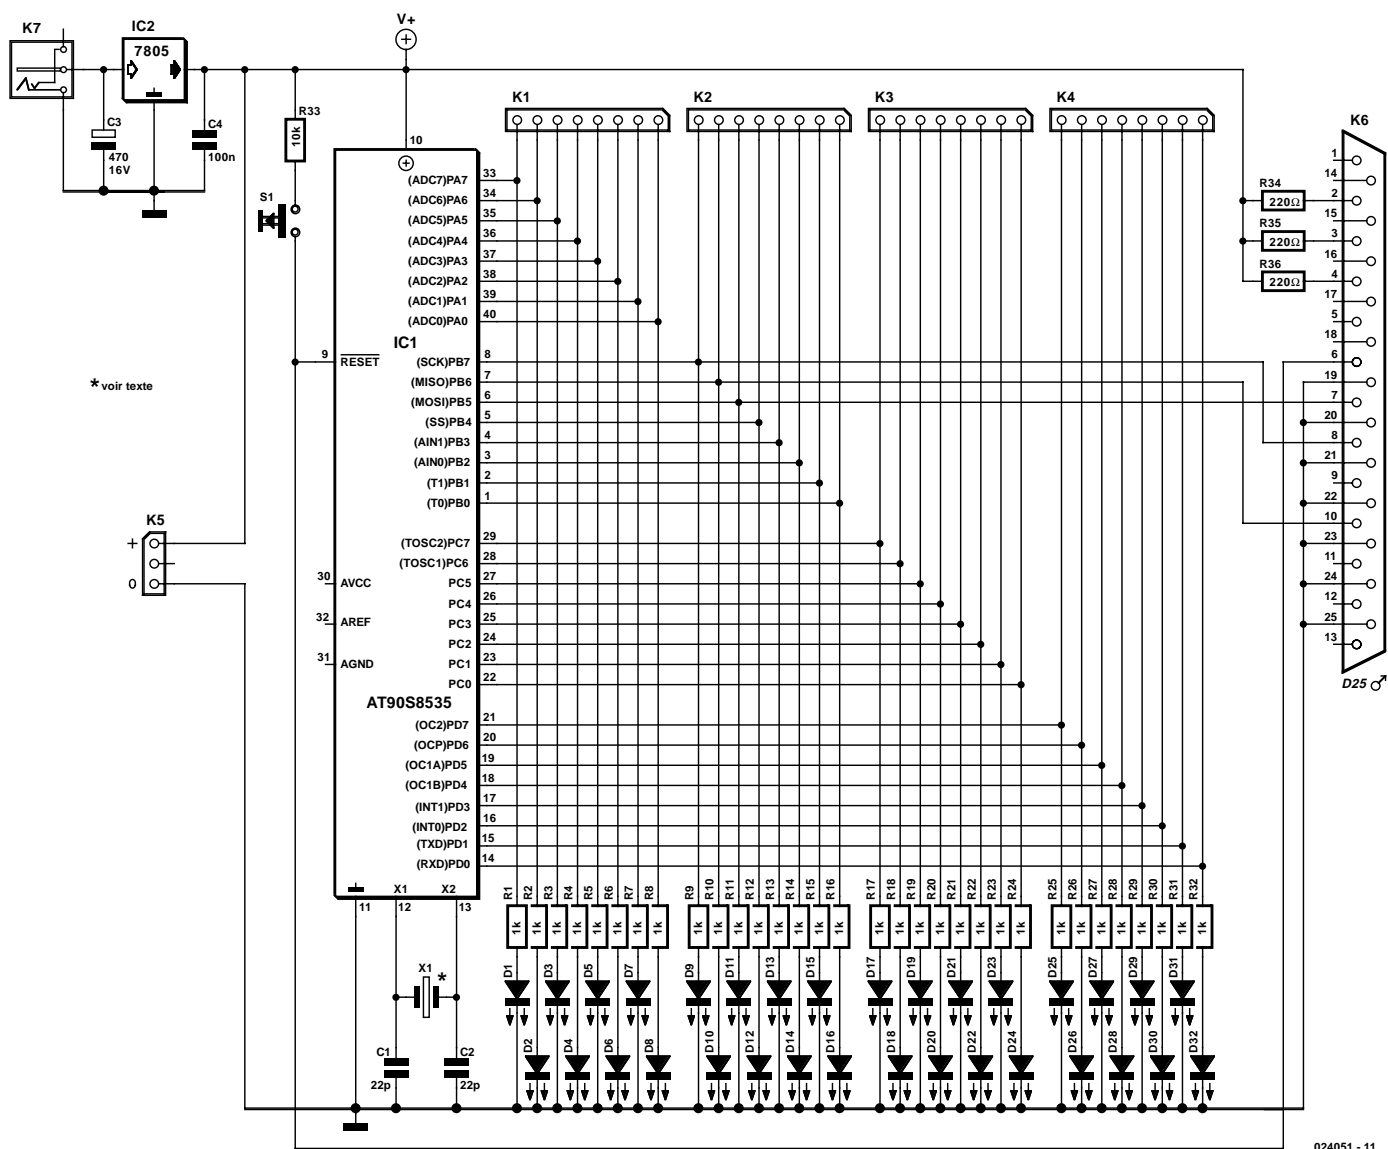 K7
IC2
7805
V+
C3
470
16V
C4
100n
R33
10k
S1
* voir texte
K5
+
0
K1
K2
K3
K4
K6
10
(ADC7)PA7 33
(ADC6)PA6 34
(ADC5)PA5 35
(ADC4)PA4 36
(ADC3)PA3 37
(ADC2)PA2 38
(ADC1)PA1 39
(ADC0)PA0 40
IC1
9 RESET
(SCK)PB7 8
(MISO)PB6 7
(MOSI)PB5 6
(SS)PB4 5
(AIN1)PB3 4
(AIN0)PB2 3
(T1)PB1 2
(T0)PB0 1
(TOSC2)PC7 29
(TOSC1)PC6 28
30 AVCC
PC5 27
PC4 26
32 AREF
PC3 25
PC2 24
31 AGND
PC1 23
PC0 22
AT90S8535
(OC2)PD7 21
(OCP)PD6 20
(OC1A)PD5 19
(OC1B)PD4 18
(INT1)PD3 17
(INT0)PD2 16
(TXD)PD1 15
(RXD)PD0 14
X1 X2
11 12 13
X1 *
C1
22p
C2
22p
R34
220Ω
R35
220Ω
R36
220Ω
1
14
2
15
3
16
4
17
5
18
6
19
7
20
8
21
9
22
10
23
11
24
12
25
13
D25 ♂
R1 R2 R3 R4 R5 R6 R7 R8
1k 1k 1k 1k 1k 1k 1k 1k
R9 R10 R11 R12 R13 R14 R15 R16
1k 1k 1k 1k 1k 1k 1k 1k
R17 R18 R19 R20 R21 R22 R23 R24
1k 1k 1k 1k 1k 1k 1k 1k
R25 R26 R27 R28 R29 R30 R31 R32
1k 1k 1k 1k 1k 1k 1k 1k
D1 D3 D5 D7
D9 D11 D13 D15
D17 D19 D21 D23
D25 D27 D29 D31
D2 D4 D6 D8
D10 D12 D14 D16
D18 D20 D22 D24
D26 D28 D30 D32
024051 - 11